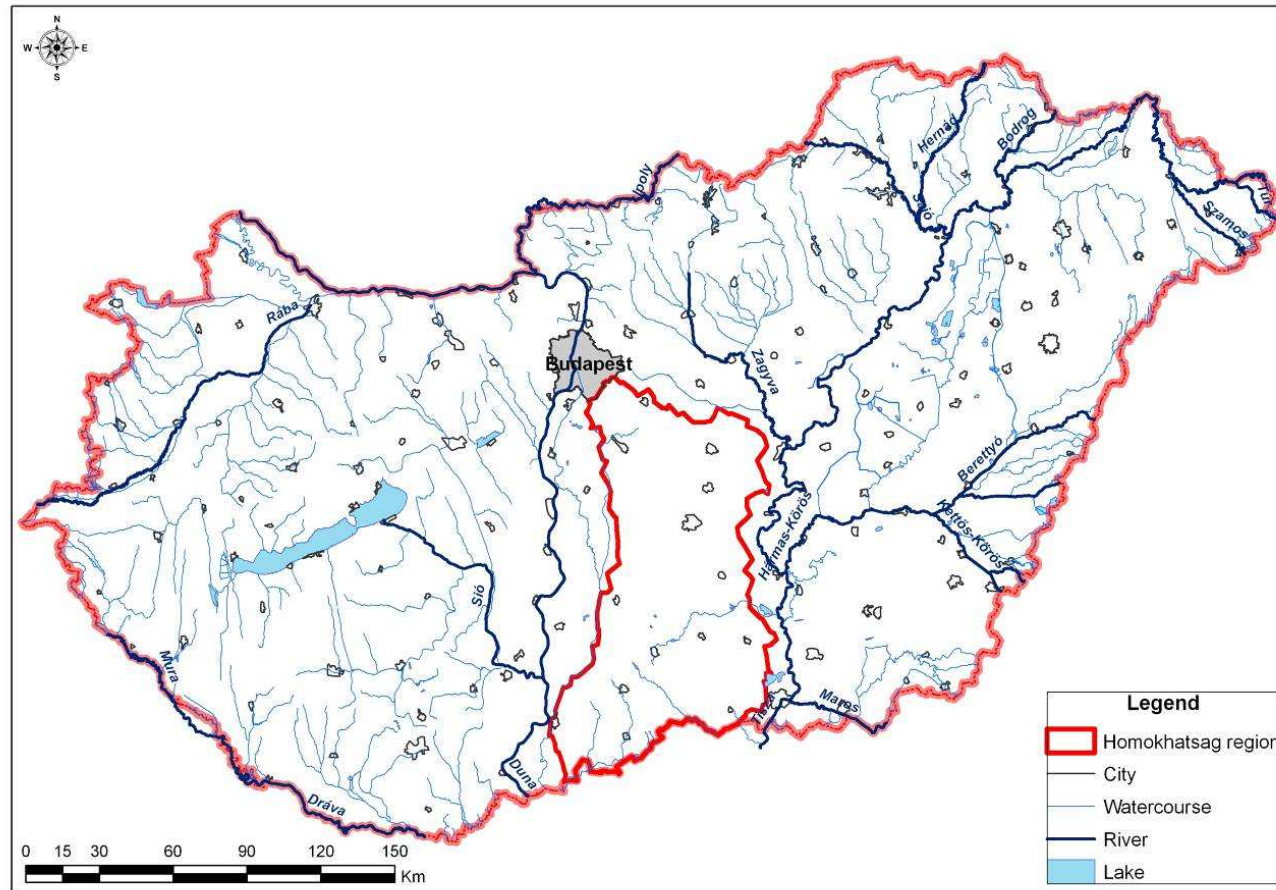 N
W E
S
Hernád
Bodrog
Ipoly
Sajó
Túr
Szamos
Rába
Budapest
Zagyva
Berettyó
Kettős-Körös
Hármas-Körös
Sió
Mura
Tisza
Maros
Duna
Dráva
Legend
Homokhatsag region
City
Watercourse
River
Lake
0 15 30 60 90 120 150
Km